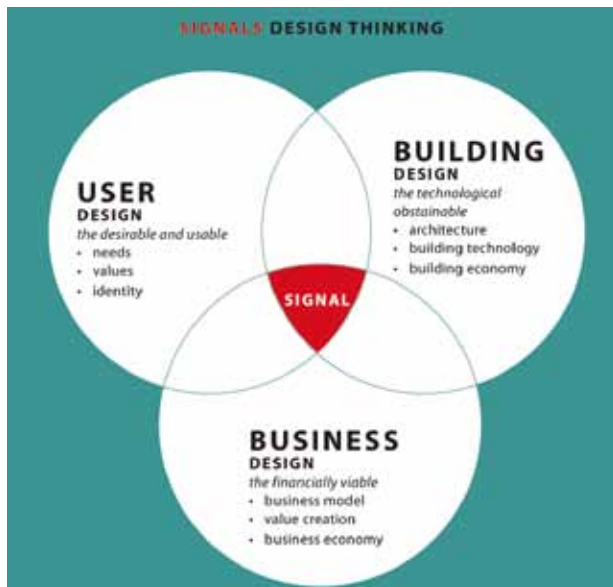 SIGNALS DESIGN THINKING
USER
DESIGN
the desirable and usable
• needs
• values
• identity
BUILDING
DESIGN
the technological
obstainable
• architecture
• building technology
• building economy
SIGNAL
BUSINESS
DESIGN
the financially viable
• business model
• value creation
• business economy